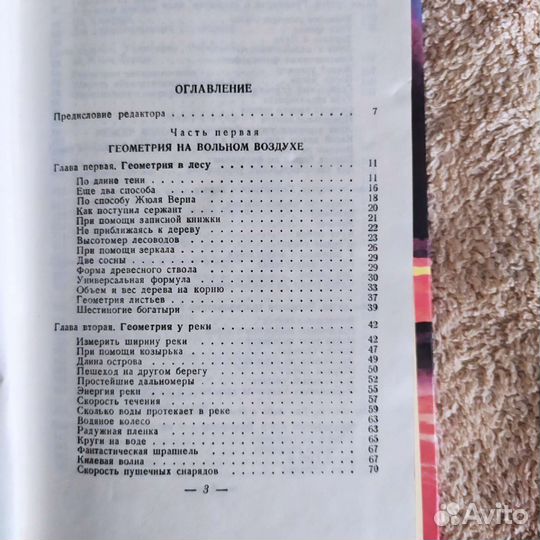 ОГЛАВЛЕНИЕ
Предисловие редактора . . . . . . . . . . . . . . . . 7
Часть первая
ГЕОМЕТРИЯ НА ВОЛЬНОМ ВОЗДУХЕ
Глава первая. Геометрия в лесу . . . . . . . . . . . . 11
По длине тени . . . . . . . . . . . . 11
Еще два способа . . . . . . . . . . . . 16
По способу Жюля Верна . . . . . . . . . . . . 18
Как поступил сержант . . . . . . . . . . . . 20
При помощи записной книжки . . . . . . . . . . . . 21
Не приближаясь к дереву . . . . . . . . . . . . 22
Высотомер лесоводов . . . . . . . . . . . . 23
При помощи зеркала . . . . . . . . . . . . 26
Две сосны . . . . . . . . . . . . 29
Форма древесного ствола . . . . . . . . . . . . 29
Универсальная формула . . . . . . . . . . . . 30
Объем и вес дерева на корню . . . . . . . . . . . . 33
Геометрия листьев . . . . . . . . . . . . 37
Шестиногие богатыри . . . . . . . . . . . . 39
Глава вторая. Геометрия у реки . . . . . . . . . . . . 42
Измерить ширину реки . . . . . . . . . . . . 42
При помощи козырька . . . . . . . . . . . . 47
Длина острова . . . . . . . . . . . . 49
Пешеход на другом берегу . . . . . . . . . . . . 50
Простейшие дальномеры . . . . . . . . . . . . 52
Энергия реки . . . . . . . . . . . . 55
Скорость течения . . . . . . . . . . . . 57
Сколько воды протекает в реке . . . . . . . . . . . . 59
Водяное колесо . . . . . . . . . . . . 63
Радужная пленка . . . . . . . . . . . . 63
Круги на воде . . . . . . . . . . . . 65
Фантастическая шрапнель . . . . . . . . . . . . 67
Килевая волна . . . . . . . . . . . . 67
Скорость пушечных снарядов . . . . . . . . . . . . 70
— 3 —
Avito